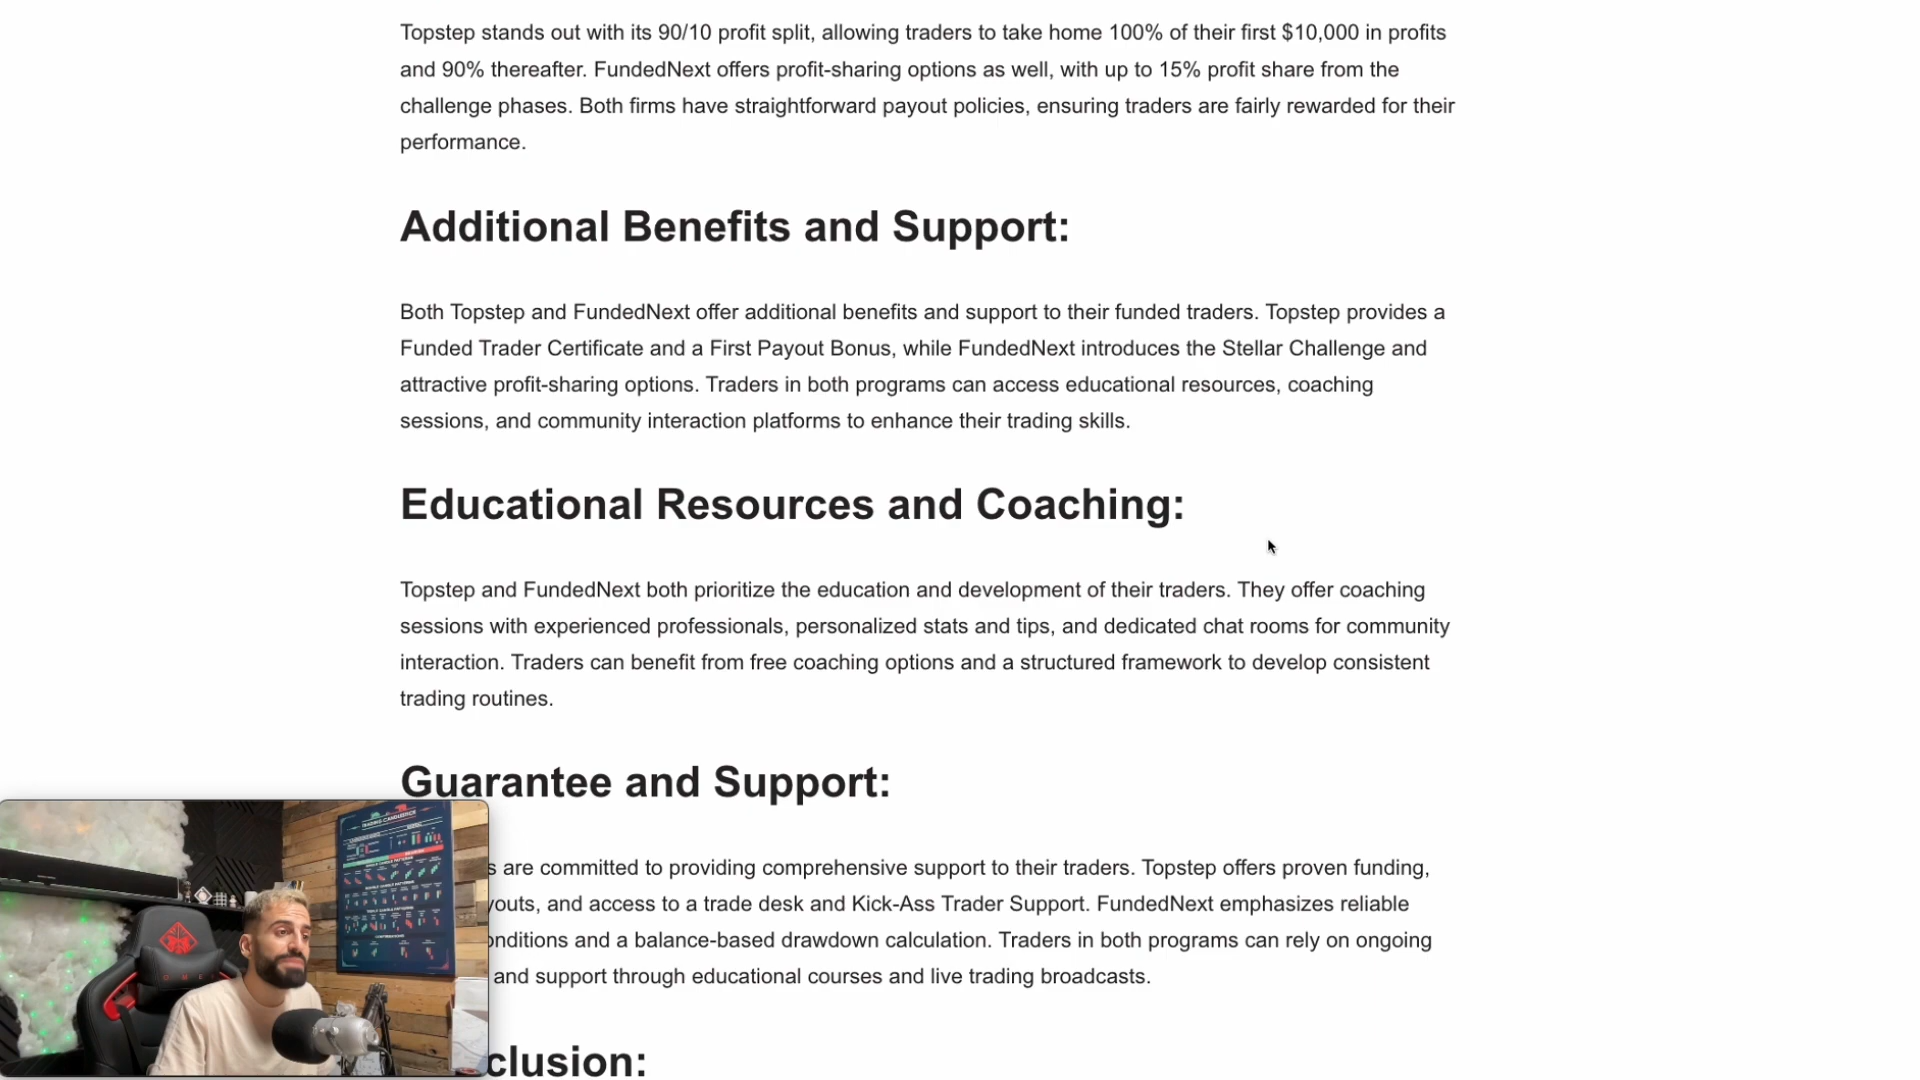 Topstep stands out with its 90/10 profit split, allowing traders to take home 100% of their first $10,000 in profits
and 90% thereafter. FundedNext offers profit-sharing options as well, with up to 15% profit share from the
challenge phases. Both firms have straightforward payout policies, ensuring traders are fairly rewarded for their
performance.
Additional Benefits and Support:
Both Topstep and FundedNext offer additional benefits and support to their funded traders. Topstep provides a
Funded Trader Certificate and a First Payout Bonus, while FundedNext introduces the Stellar Challenge and
attractive profit-sharing options. Traders in both programs can access educational resources, coaching
sessions, and community interaction platforms to enhance their trading skills.
Educational Resources and Coaching:
Topstep and FundedNext both prioritize the education and development of their traders. They offer coaching
sessions with experienced professionals, personalized stats and tips, and dedicated chat rooms for community
interaction. Traders can benefit from free coaching options and a structured framework to develop consistent
trading routines.
Guarantee and Support:
s are committed to providing comprehensive support to their traders. Topstep offers proven funding,
youts, and access to a trade desk and Kick-Ass Trader Support. FundedNext emphasizes reliable
onditions and a balance-based drawdown calculation. Traders in both programs can rely on ongoing
and support through educational courses and live trading broadcasts.
clusion:
TRADING CANDLESTICK